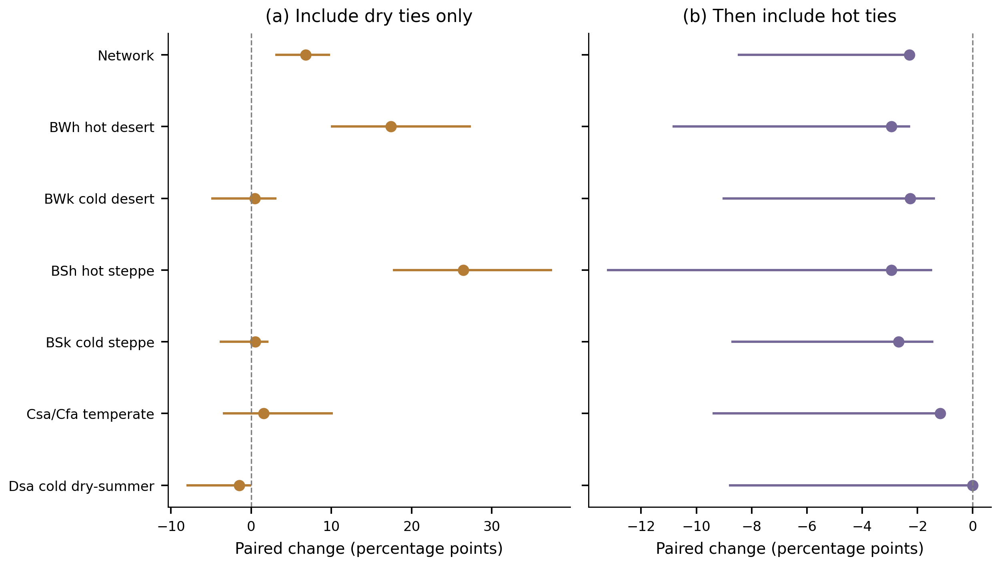 (a) Include dry ties only
(b) Then include hot ties
Network
BWh hot desert
BWk cold desert
BSh hot steppe
BSk cold steppe
Csa/Cfa temperate
Dsa cold dry-summer
−10 0 10 20 30
−12 −10 −8 −6 −4 −2 0
Paired change (percentage points)
Paired change (percentage points)